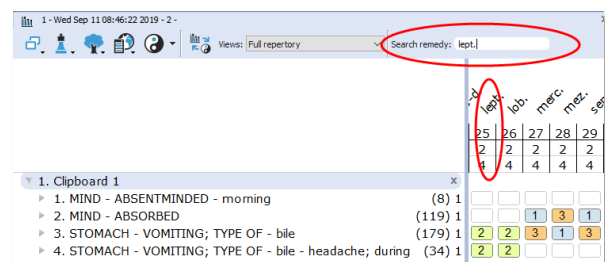 1 - Wed Sep 11 08:46:22 2019 - 2 -
Views: Full repertory Search remedy: lept.
-d. lept. lob. merc. mez.
25 26 27 28 29
2 2 2 2 2
4 4 4 4 4
1. Clipboard 1 x
1. MIND - ABSENTMINDED - morning (8) 1
2. MIND - ABSORBED (119) 1 1 3 1
3. STOMACH - VOMITING; TYPE OF - bile (179) 1 2 2 3 1 3
4. STOMACH - VOMITING; TYPE OF - bile - headache; during (34) 1 2 2